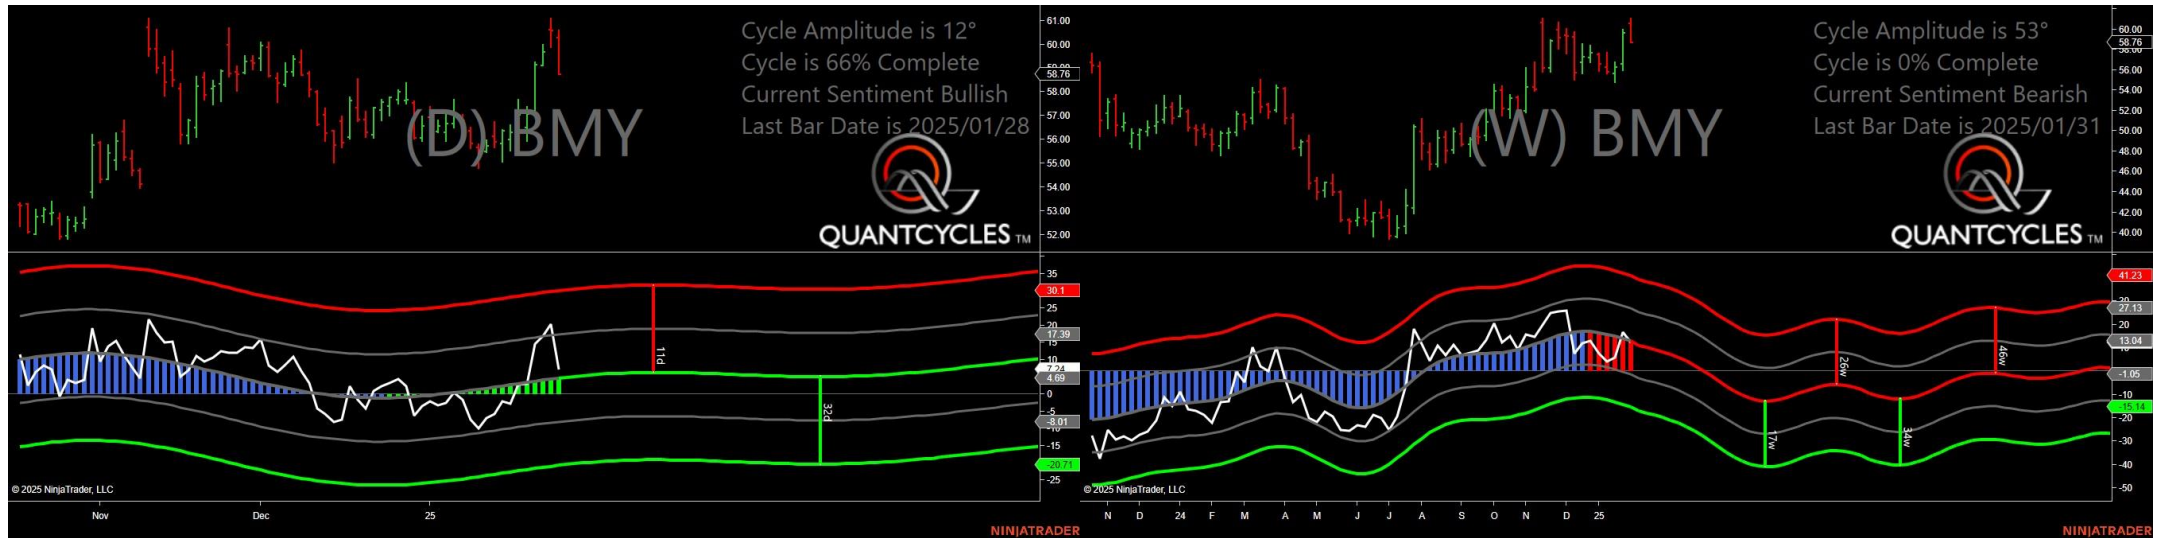 Cycle Amplitude is 12°
Cycle is 66% Complete
Current Sentiment Bullish
Last Bar Date is 2025/01/28
(D) BMY
QUANTCYCLES TM
61.00
60.00
58.76
58.00
57.00
56.00
55.00
54.00
53.00
52.00
35
30.1
25
20
17.39
15
10
7.24
4.69
0
-5
-8.01
-10
-15
-20.71
-25
11d
32d
© 2025 NinjaTrader, LLC
Nov
Dec
25
NINJATRADER
Cycle Amplitude is 53°
Cycle is 0% Complete
Current Sentiment Bearish
Last Bar Date is 2025/01/31
(W) BMY
QUANTCYCLES TM
60.00
58.76
58.00
56.00
54.00
52.00
50.00
48.00
46.00
44.00
42.00
40.00
41.23
30
27.13
20
13.04
10
-1.05
-10
-15.14
-20
-30
-40
-50
26w
46w
17w
34w
© 2025 NinjaTrader, LLC
N
D
24
F
M
A
M
J
J
A
S
O
N
D
25
NINJATRADER